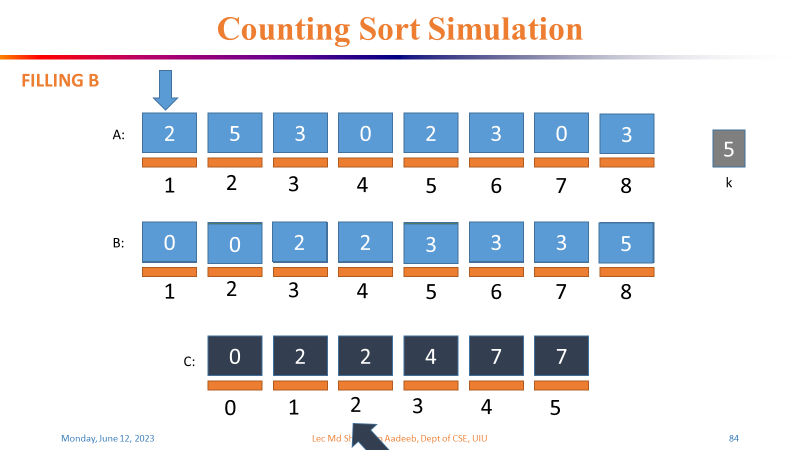 Counting Sort Simulation
FILLING B
A: 2 5 3 0 2 3 0 3
1 2 3 4 5 6 7 8
5
k
B: 0 0 2 2 3 3 3 5
1 2 3 4 5 6 7 8
C: 0 2 2 4 7 7
0 1 2 3 4 5
Monday, June 12, 2023 Lec Md Aadeeb, Dept of CSE, UIU 84